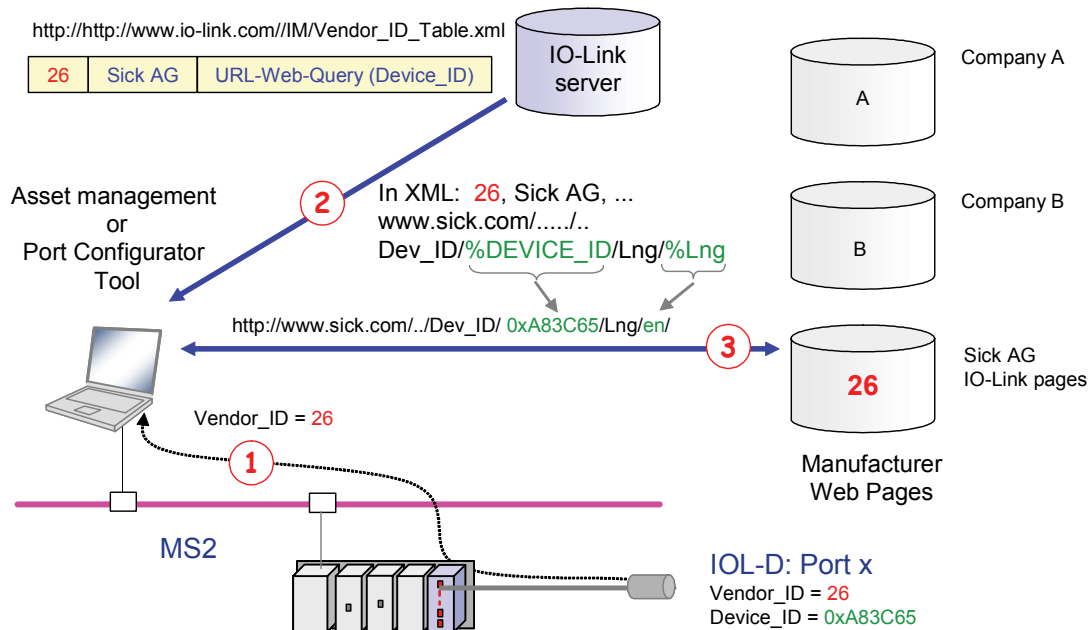 http://http://www.io-link.com//IM/Vendor_ID_Table.xml
26 Sick AG URL-Web-Query (Device_ID)
IO-Link
server
Company A
A
Asset management
or
Port Configurator
Tool
2
In XML: 26, Sick AG, ...
www.sick.com/...../..
Dev_ID/%DEVICE_ID/Lng/%Lng
Company B
B
http://www.sick.com/../Dev_ID/ 0xA83C65/Lng/en/
3
26
Sick AG
IO-Link pages
Vendor_ID = 26
1
Manufacturer
Web Pages
MS2
IOL-D: Port x
Vendor_ID = 26
Device_ID = 0xA83C65